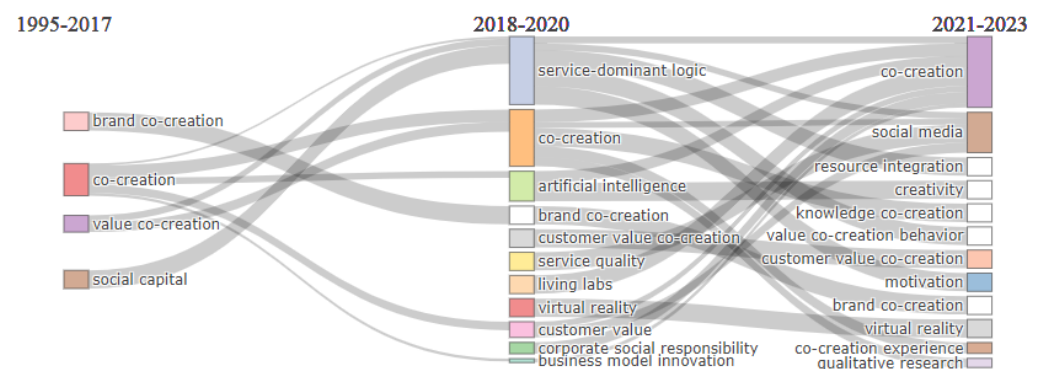 1995-2017
2018-2020
2021-2023
brand co-creation
co-creation
value co-creation
social capital
service-dominant logic
co-creation
artificial intelligence
brand co-creation
customer value co-creation
service quality
living labs
virtual reality
customer value
corporate social responsibility
business model innovation
co-creation
social media
resource integration
creativity
knowledge co-creation
value co-creation behavior
customer value co-creation
motivation
brand co-creation
virtual reality
co-creation experience
qualitative research